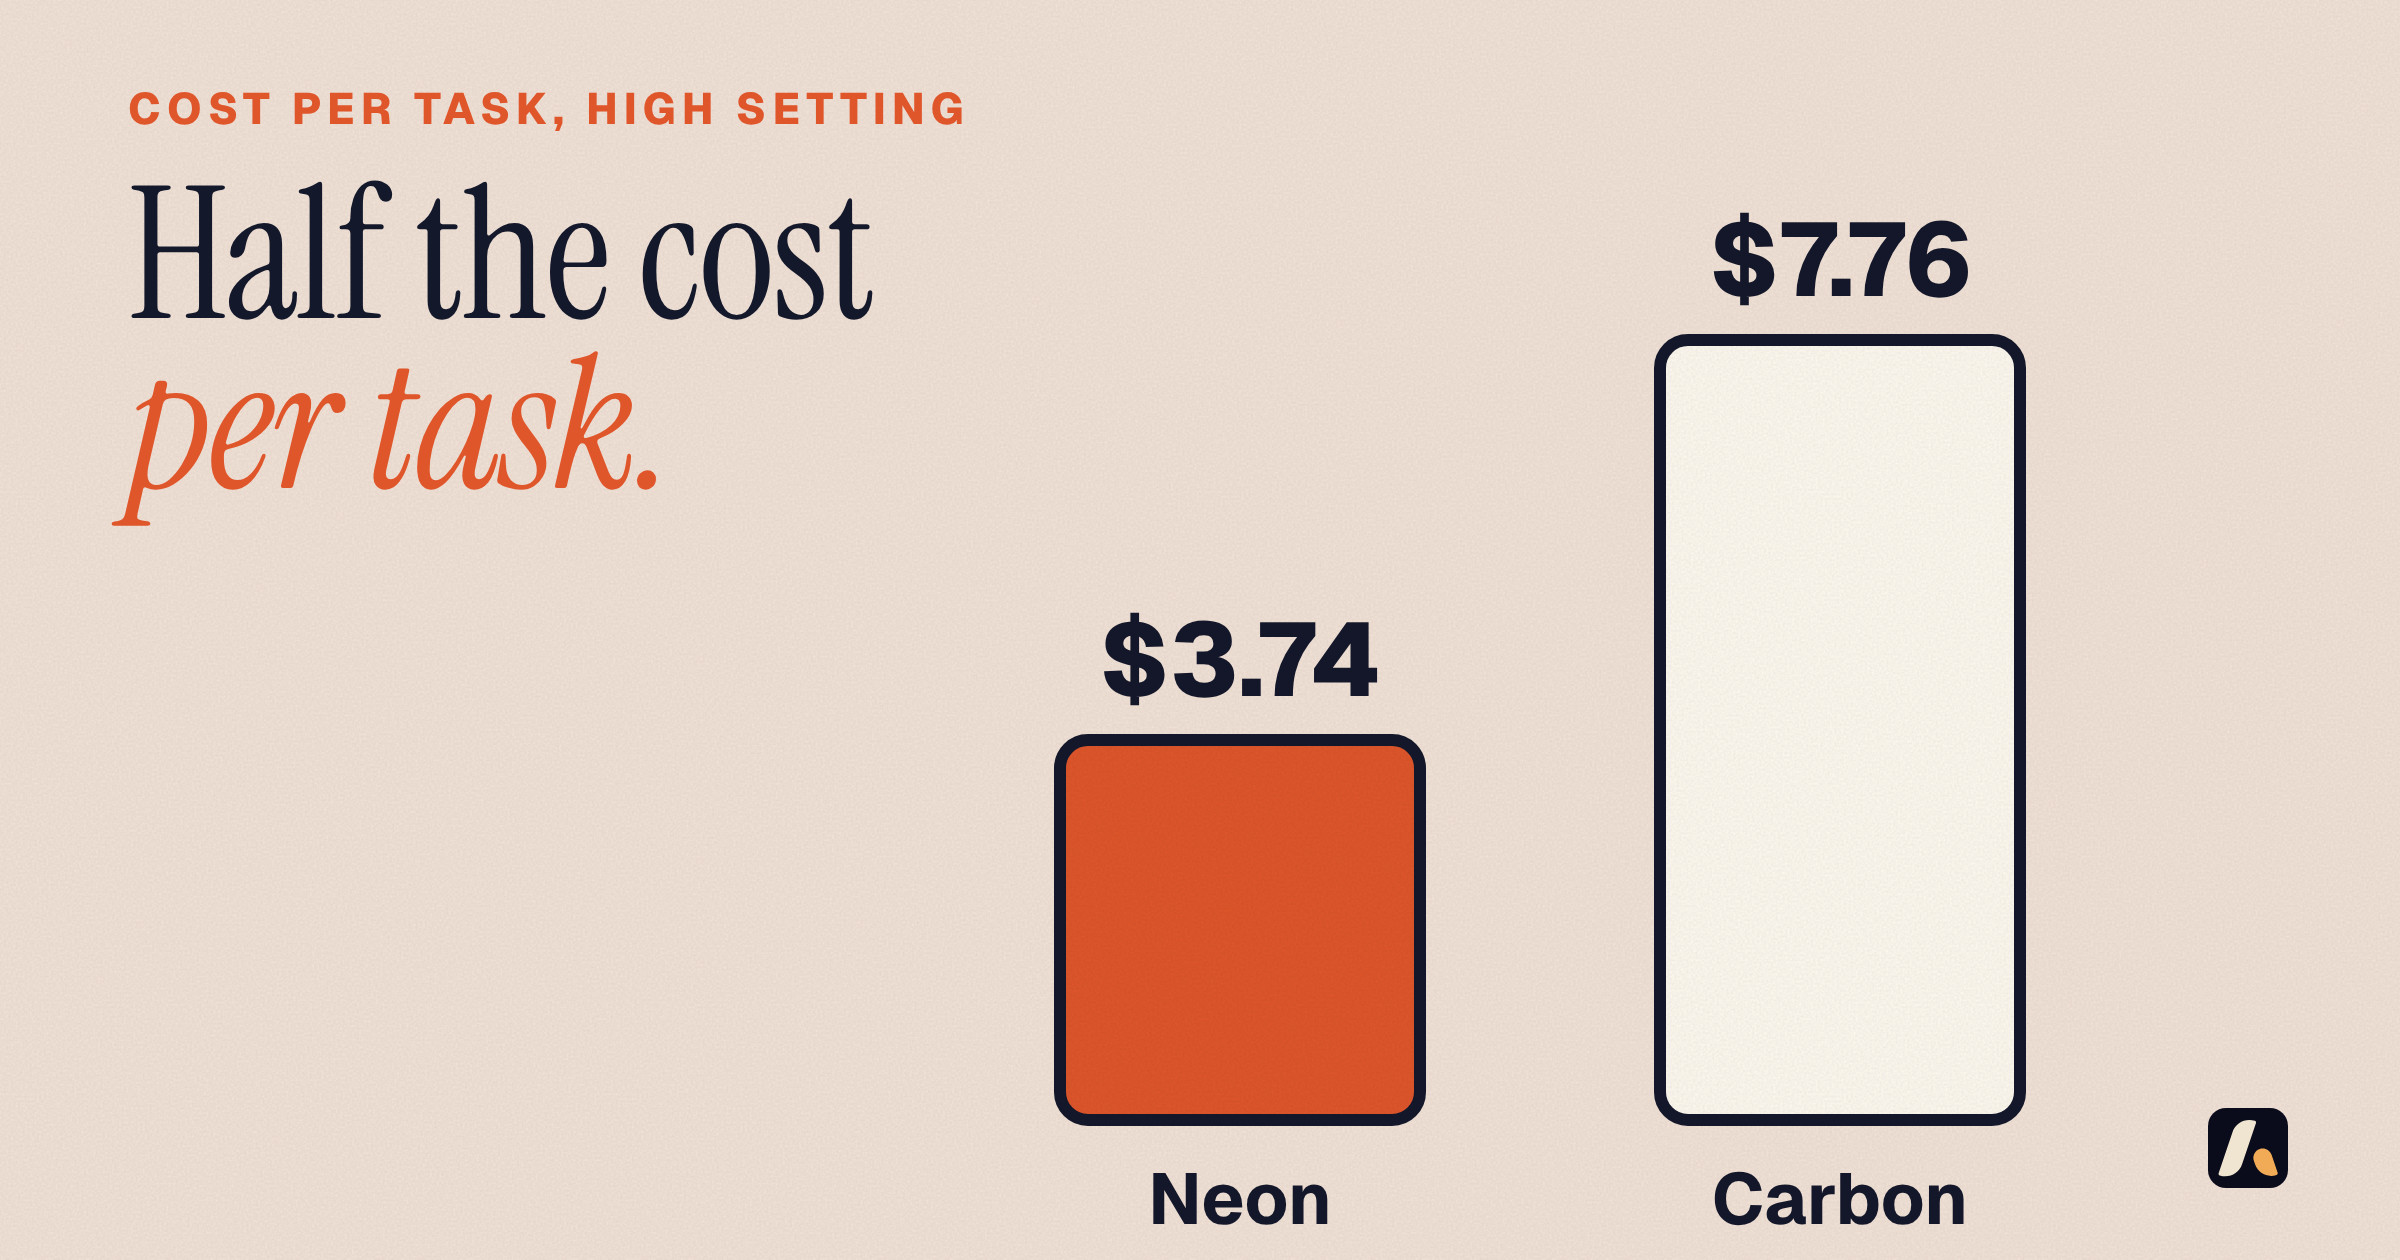 COST PER TASK, HIGH SETTING
Half the cost
per task.
$7.76
$3.74
Neon
Carbon